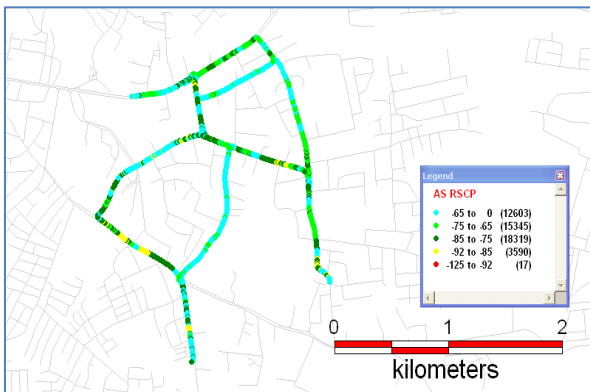 Legend
AS RSCP
-65 to 0 (12603)
-75 to -65 (15345)
-85 to -75 (18319)
-92 to -85 (3590)
-125 to -92 (17)
0 1 2
kilometers